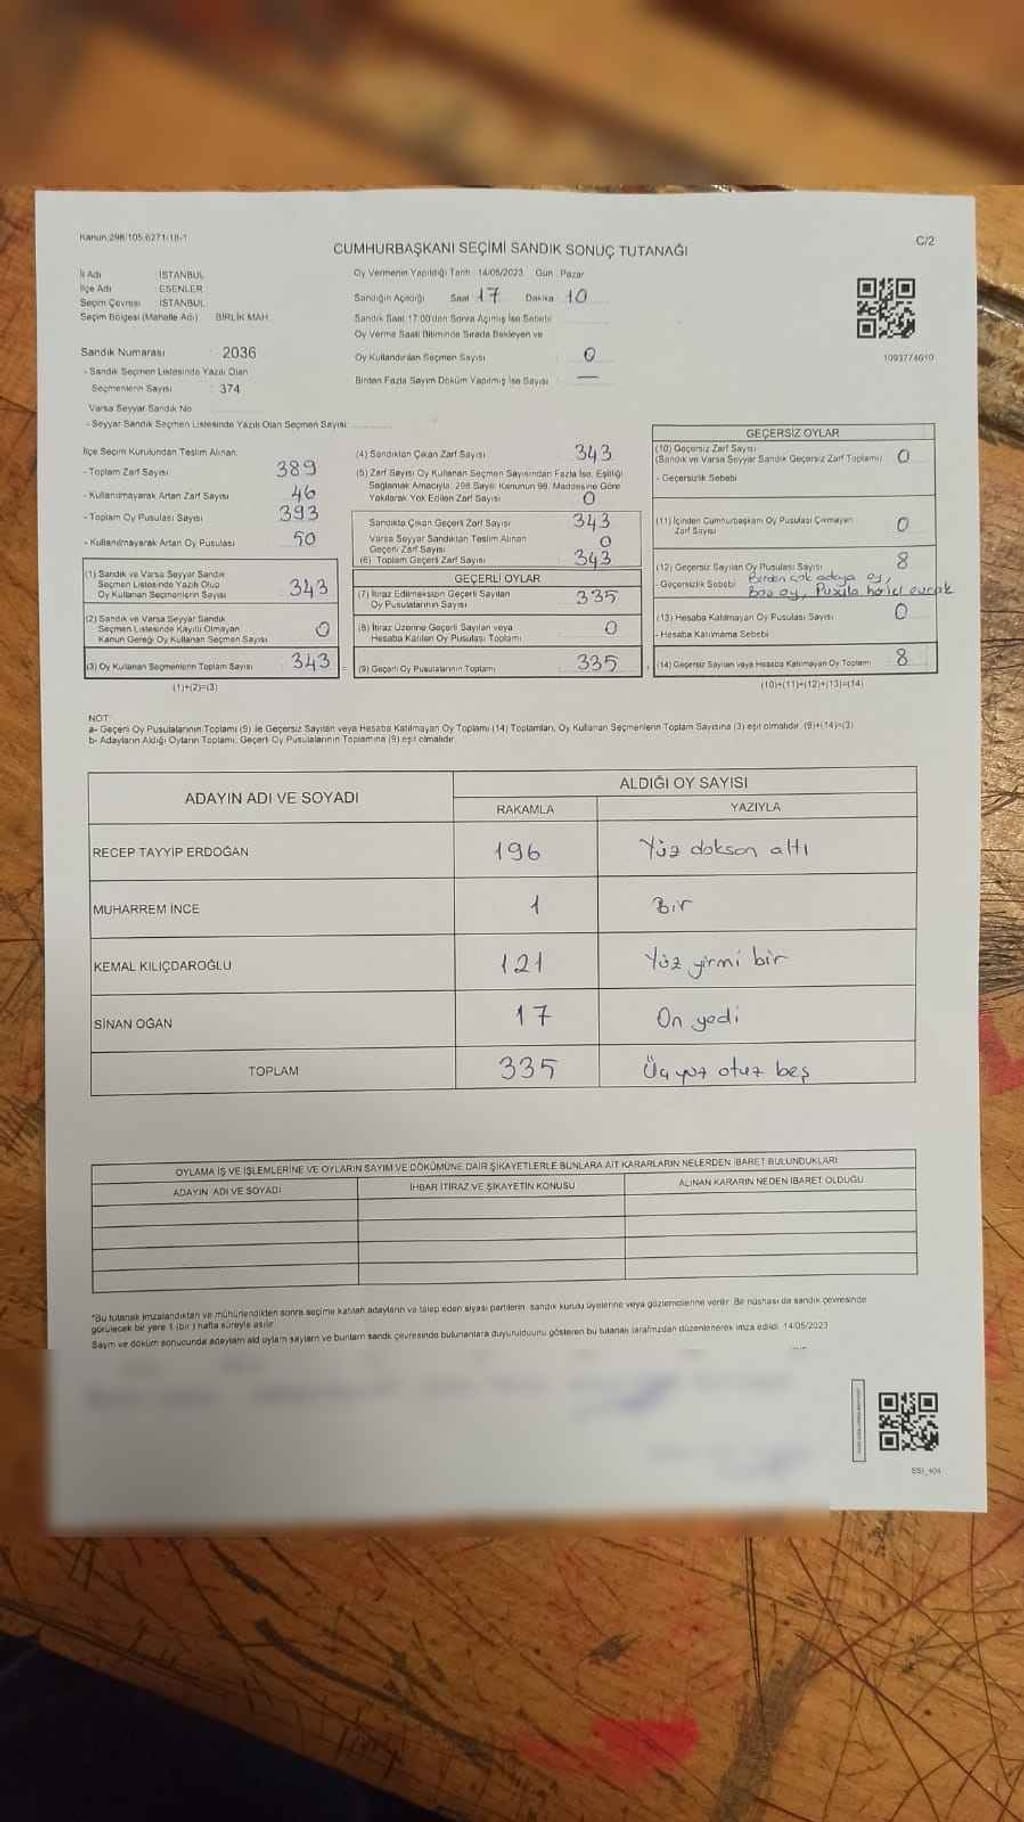 Kanun:298/105,6271/18-1
C/2
CUMHURBAŞKANI SEÇİMİ SANDIK SONUÇ TUTANAĞI
İl Adı : İSTANBUL
İlçe Adı : ESENLER
Seçim Çevresi : İSTANBUL
Seçim Bölgesi (Mahalle Adı) : BİRLİK MAH.
Sandık Numarası : 2036
- Sandık Seçmen Listesinde Yazılı Olan
Seçmenlerin Sayısı : 374
Varsa Seyyar Sandık No
- Seyyar Sandık Seçmen Listesinde Yazılı Olan Seçmen Sayısı:
Oy Vermenin Yapıldığı Tarih : 14/05/2023 Gün : Pazar
Sandığın Açıldığı Saat 17 Dakika 10
Sandık Saat 17:00'den Sonra Açılmış İse Sebebi
Oy Verme Saati Bitiminde Sırada Bekleyen ve
Oy Kullandırılan Seçmen Sayısı 0
Birden Fazla Sayım Döküm Yapılmış İse Sayısı —
1093774610
İlçe Seçim Kurulundan Teslim Alınan;
- Toplam Zarf Sayısı 389
- Kullanılmayarak Artan Zarf Sayısı 46
- Toplam Oy Pusulası Sayısı 393
- Kullanılmayarak Artan Oy Pusulası 50
(1) Sandık ve Varsa Seyyar Sandık
Seçmen Listesinde Yazılı Olup
Oy Kullanan Seçmenlerin Sayısı 343
(2) Sandık ve Varsa Seyyar Sandık,
Seçmen Listesinde Kayıtlı Olmayan
Kanun Gereği Oy Kullanan Seçmen Sayısı 0
(3) Oy Kullanan Seçmenlerin Toplam Sayısı 343
(1)+(2)=(3)
(4) Sandıktan Çıkan Zarf Sayısı 343
(5) Zarf Sayısı Oy Kullanan Seçmen Sayısından Fazla İse, Eşitliği
Sağlamak Amacıyla, 298 Sayılı Kanunun 98. Maddesine Göre
Yakılarak Yok Edilen Zarf Sayısı 0
Sandıkta Çıkan Geçerli Zarf Sayısı 343
Varsa Seyyar Sandıktan Teslim Alınan
Geçerli Zarf Sayısı 0
(6) Toplam Geçerli Zarf Sayısı 343
GEÇERLİ OYLAR
(7) İtiraz Edilmeksizin Geçerli Sayılan
Oy Pusulalarının Sayısı 335
(8) İtiraz Üzerine Geçerli Sayılan veya
Hesaba Katılan Oy Pusulası Toplamı 0
(9) Geçerli Oy Pusulalarının Toplamı 335
GEÇERSİZ OYLAR
(10) Geçersiz Zarf Sayısı
(Sandık ve Varsa Seyyar Sandık Geçersiz Zarf Toplamı) 0
- Geçersizlik Sebebi
(11) İçinden Cumhurbaşkanı Oy Pusulası Çıkmayan
Zarf Sayısı 0
(12) Geçersiz Sayılan Oy Pusulası Sayısı 8
- Geçersizlik Sebebi Birden çok adaya oy,
Boş oy, Pusula harici evrak
(13) Hesaba Katılmayan Oy Pusulası Sayısı 0
- Hesaba Katılmama Sebebi
(14) Geçersiz Sayılan veya Hesaba Katılmayan Oy Toplamı 8
(10)+(11)+(12)+(13)=(14)
NOT:
a- Geçerli Oy Pusulalarının Toplamı (9) ile Geçersiz Sayılan veya Hesaba Katılmayan Oy Toplamı (14) Toplamları, Oy Kullanan Seçmenlerin Toplam Sayısına (3) eşit olmalıdır. (9)+(14)=(3)
b- Adayların Aldığı Oyların Toplamı, Geçerli Oy Pusulalarının Toplamına (9) eşit olmalıdır.
ADAYIN ADI VE SOYADI ALDIĞI OY SAYISI
RAKAMLA YAZIYLA
RECEP TAYYİP ERDOĞAN 196 Yüz doksan altı
MUHARREM İNCE 1 Bir
KEMAL KILIÇDAROĞLU 121 Yüz yirmi bir
SİNAN OĞAN 17 On yedi
TOPLAM 335 Üç yüz otuz beş
OYLAMA İŞ VE İŞLEMLERİNE VE OYLARIN SAYIM VE DÖKÜMÜNE DAİR ŞİKAYETLERLE BUNLARA AİT KARARLARIN NELERDEN İBARET BULUNDUKLARI
ADAYIN ADI VE SOYADI İHBAR İTİRAZ VE ŞİKAYETİN KONUSU ALINAN KARARIN NEDEN İBARET OLDUĞU
*Bu tutanak imzalandıktan ve mühürlendikten sonra seçime katılan adayların ve talep eden siyasi partilerin sandık kurulu üyelerine veya gözlemcilerine verilir. Bir nüshası da sandık çevresinde
görülecek bir yere 1 (bir) hafta süreyle asılır.
Sayım ve döküm sonucunda adayların aldığı oyların sayıların ve bunların sandık çevresinde bulunanlara duyurulduğunu gösteren bu tutanak tarafımızdan düzenlenerek imza edildi. 14/05/2023